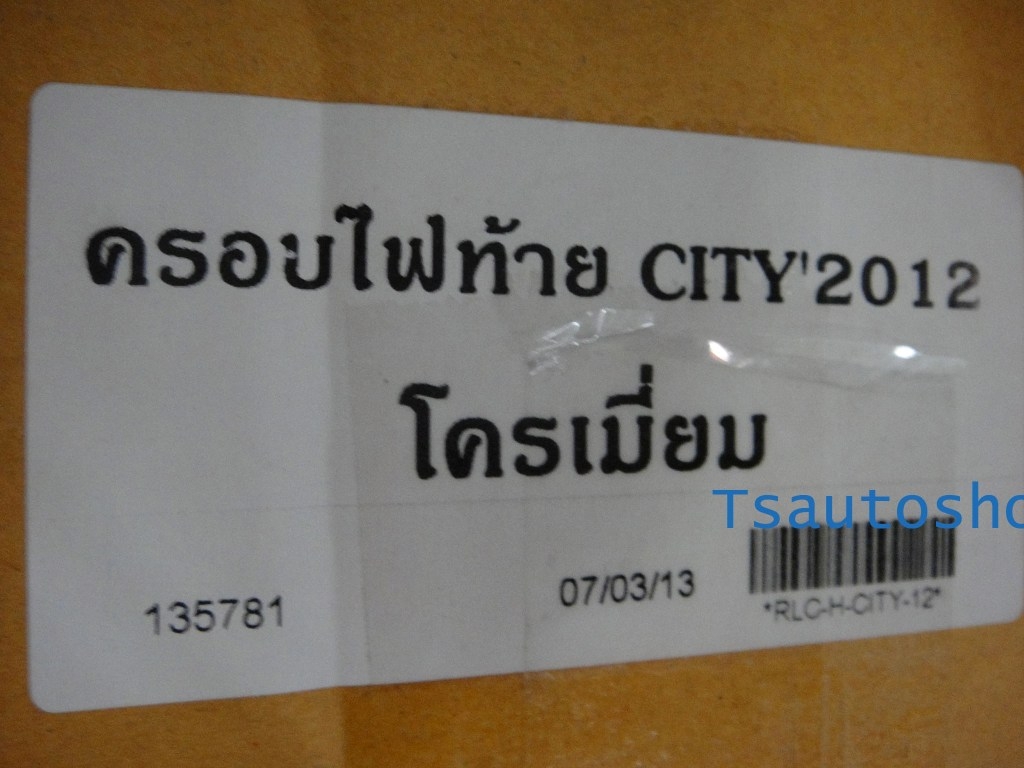 ครอบไฟท้าย CITY'2012
โครเมี่ยม
Tsautosho
135781
07/03/13
*RLC-H-CITY-12*